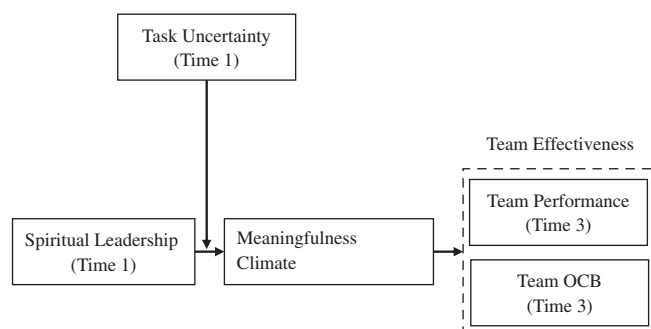 Task Uncertainty
(Time 1)
Team Effectiveness
Team Performance
(Time 3)
Spiritual Leadership
(Time 1)
Meaningfulness
Climate
Team OCB
(Time 3)